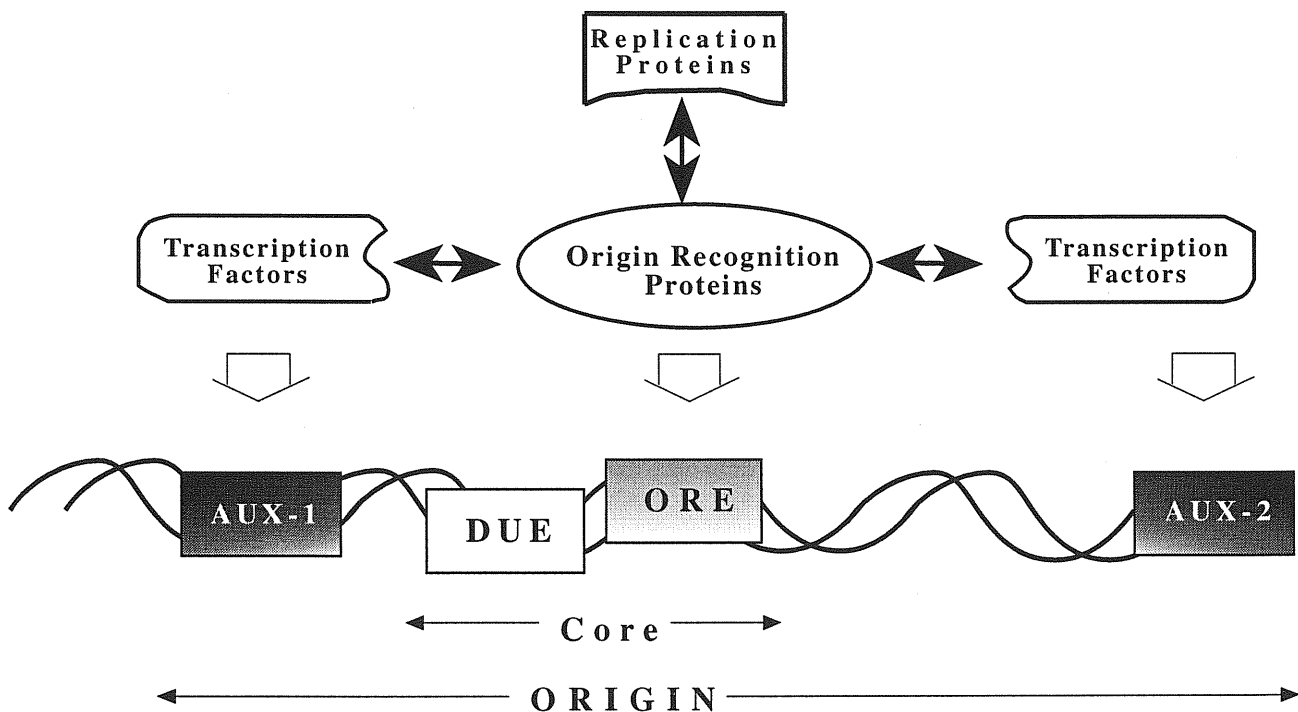 Replication
Proteins
Transcription
Factors
Origin Recognition
Proteins
Transcription
Factors
AUX-1
DUE
ORE
AUX-2
Core
ORIGIN